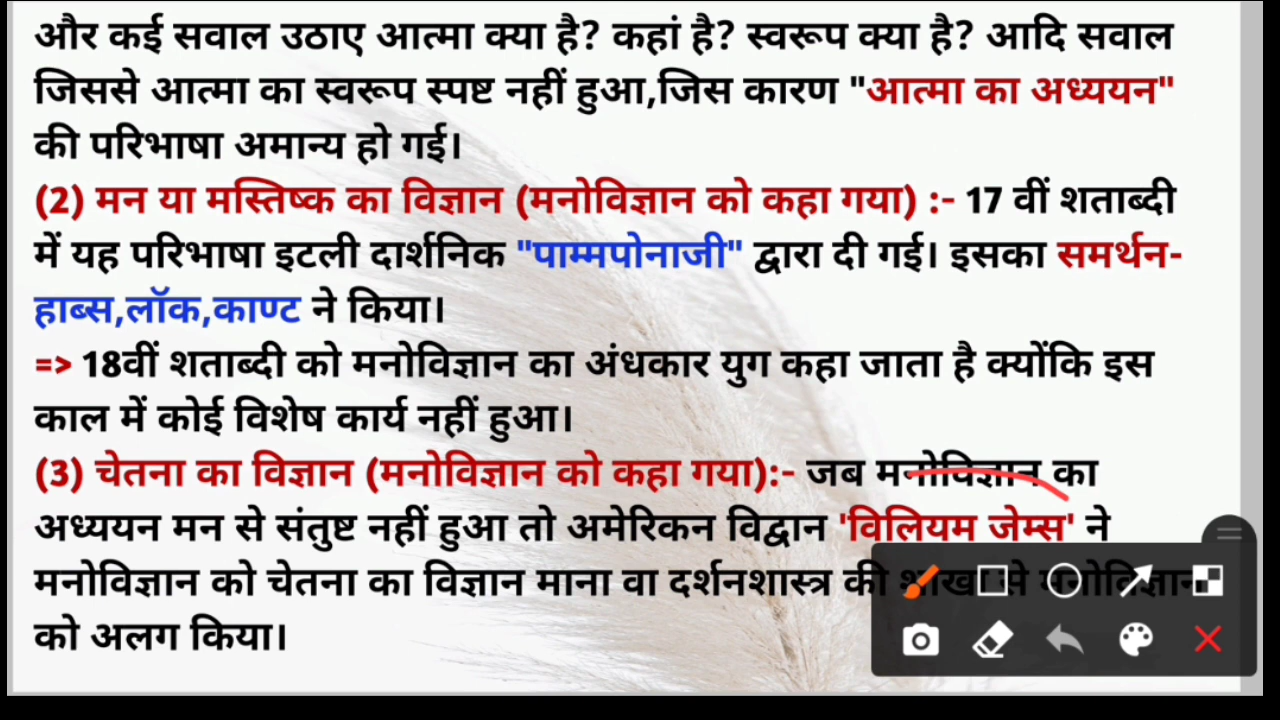 और कई सवाल उठाए आत्मा क्या है? कहां है? स्वरूप क्या है? आदि सवाल
जिससे आत्मा का स्वरूप स्पष्ट नहीं हुआ,जिस कारण "आत्मा का अध्ययन"
की परिभाषा अमान्य हो गई।
(2) मन या मस्तिष्क का विज्ञान (मनोविज्ञान को कहा गया) :- 17 वीं शताब्दी
में यह परिभाषा इटली दार्शनिक "पाम्मपोनाजी" द्वारा दी गई। इसका समर्थन-
हाब्स,लॉक,काण्ट ने किया।
=> 18वीं शताब्दी को मनोविज्ञान का अंधकार युग कहा जाता है क्योंकि इस
काल में कोई विशेष कार्य नहीं हुआ।
(3) चेतना का विज्ञान (मनोविज्ञान को कहा गया):- जब मनोविज्ञान का
अध्ययन मन से संतुष्ट नहीं हुआ तो अमेरिकन विद्वान 'विलियम जेम्स' ने
मनोविज्ञान को चेतना का विज्ञान माना वा दर्शनशास्त्र की शाखा से मनोविज्ञान
को अलग किया।